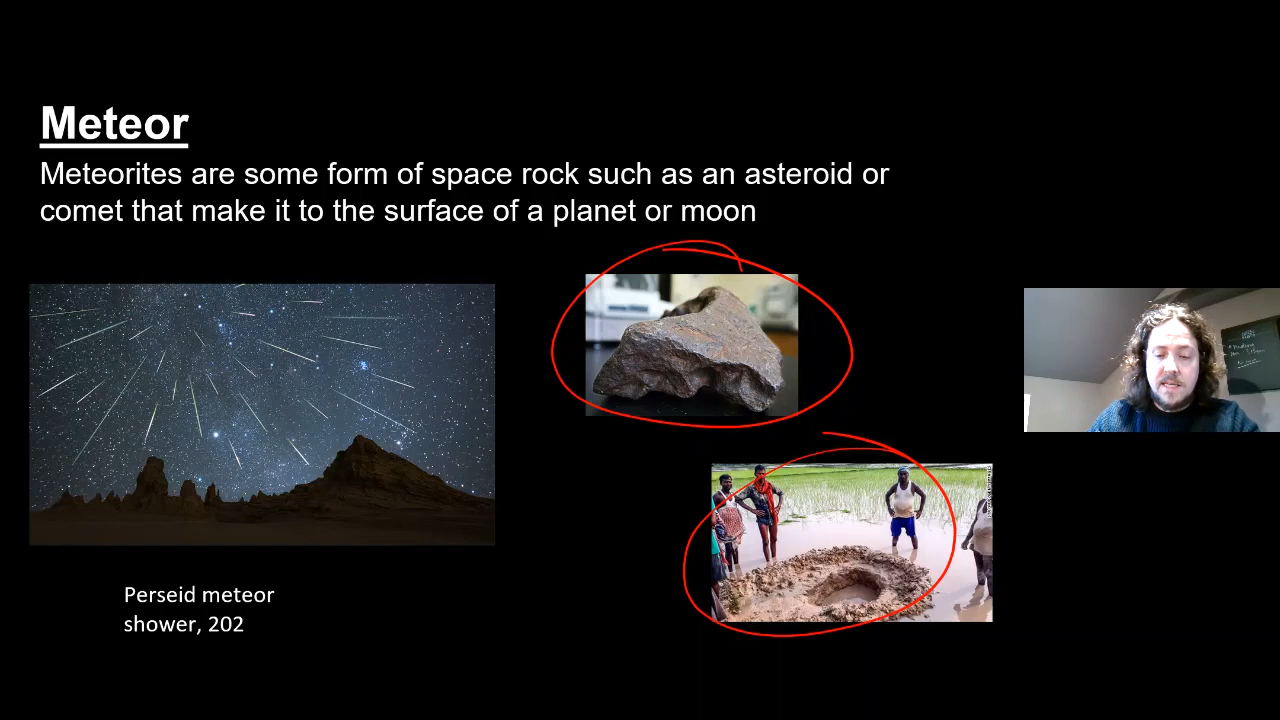 Meteor
Meteorites are some form of space rock such as an asteroid or
comet that make it to the surface of a planet or moon
Perseid meteor
shower, 202